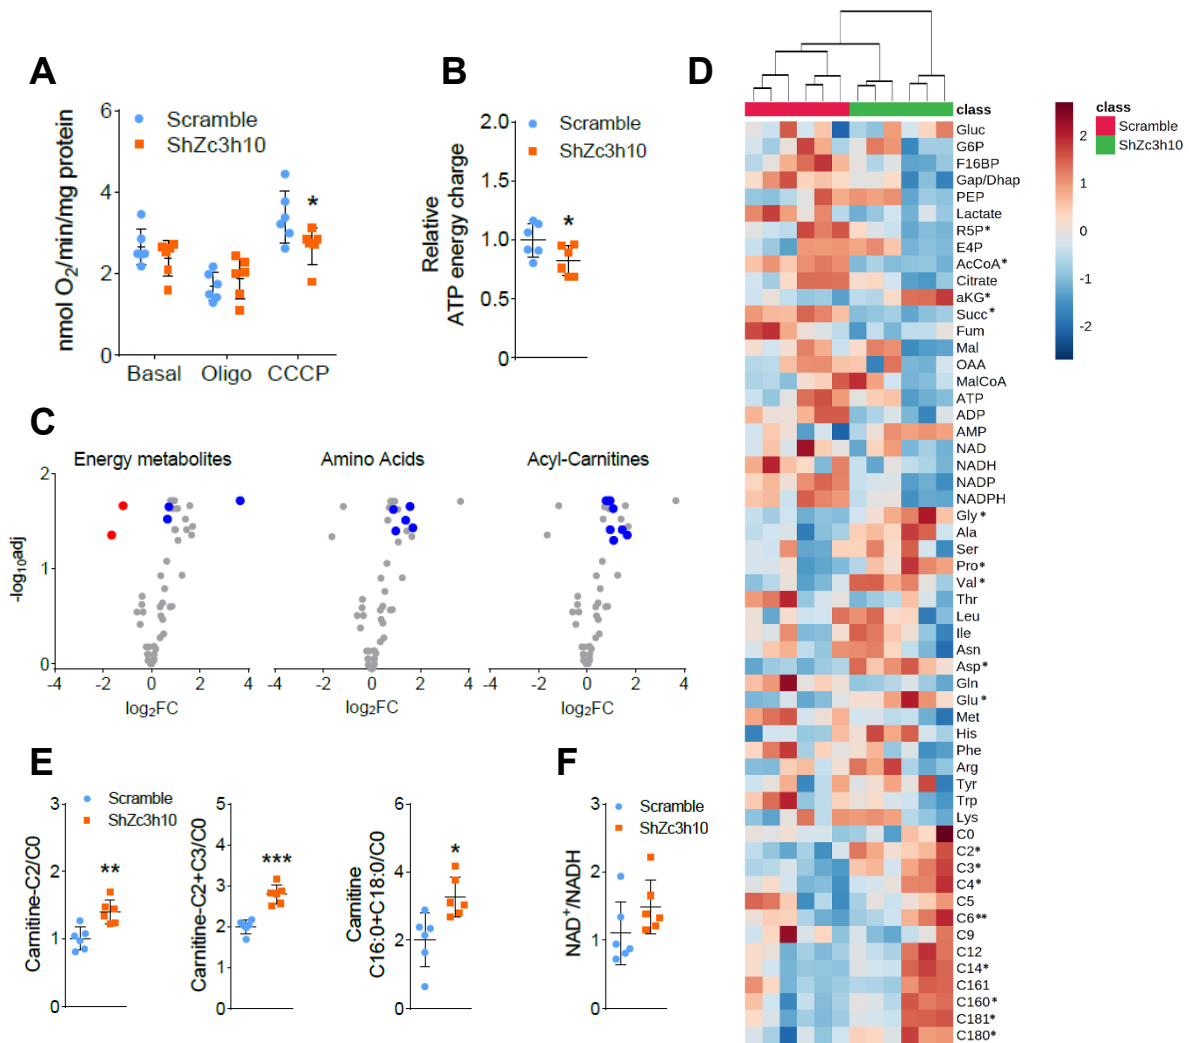 A
nmol O2/min/mg protein
6
4
2
0
Scramble
ShZc3h10
*
Basal Oligo CCCP
B
Relative
ATP energy charge
2.0
1.5
1.0
0.5
0
Scramble
ShZc3h10
*
C
Energy metabolites
Amino Acids
Acyl-Carnitines
-log10adj
2
1
0
-4 -2 0 2 4
-4 -2 0 2 4
-4 -2 0 2 4
log2FC
log2FC
log2FC
D
class
Gluc
G6P
F16BP
Gap/Dhap
PEP
Lactate
R5P*
E4P
AcCoA*
Citrate
aKG*
Succ*
Fum
Mal
OAA
MalCoA
ATP
ADP
AMP
NAD
NADH
NADP
NADPH
Gly*
Ala
Ser
Pro*
Val*
Thr
Leu
Ile
Asn
Asp*
Gln
Glu*
Met
His
Phe
Arg
Tyr
Trp
Lys
C0
C2*
C3*
C4*
C5
C6**
C9
C12
C14*
C161
C160*
C181*
C180*
2
1
0
-1
-2
class
Scramble
ShZc3h10
E
Carnitine-C2/C0
3
2
1
0
Scramble
ShZc3h10
**
Carnitine-C2+C3/C0
5
4
3
2
1
0
***
Carnitine
C16:0+C18:0/C0
6
4
2
0
*
F
NAD+/NADH
3
2
1
0
Scramble
ShZc3h10